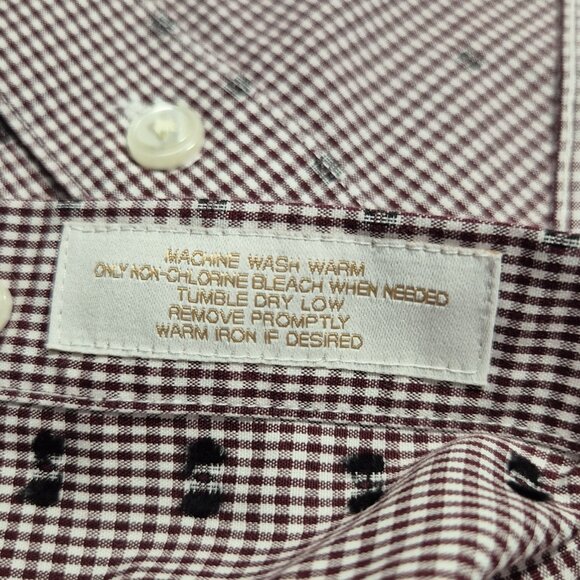 MACHINE WASH WARM
ONLY NON-CHLORINE BLEACH WHEN NEEDED
TUMBLE DRY LOW
REMOVE PROMPTLY
WARM IRON IF DESIRED